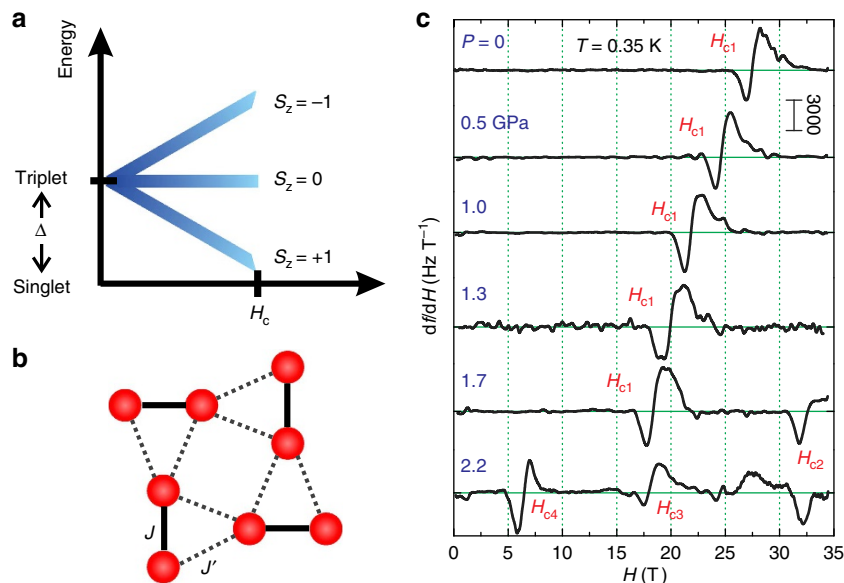 a
Energy
Triplet
Δ
Singlet
S_z = –1
S_z = 0
S_z = +1
H_c
b
J
J′
c
P = 0
T = 0.35 K
H_c1
3000
0.5 GPa
H_c1
1.0
H_c1
1.3
H_c1
1.7
H_c1
H_c2
2.2
H_c4
H_c3
df/dH (Hz T⁻¹)
0 5 10 15 20 25 30 35
H (T)